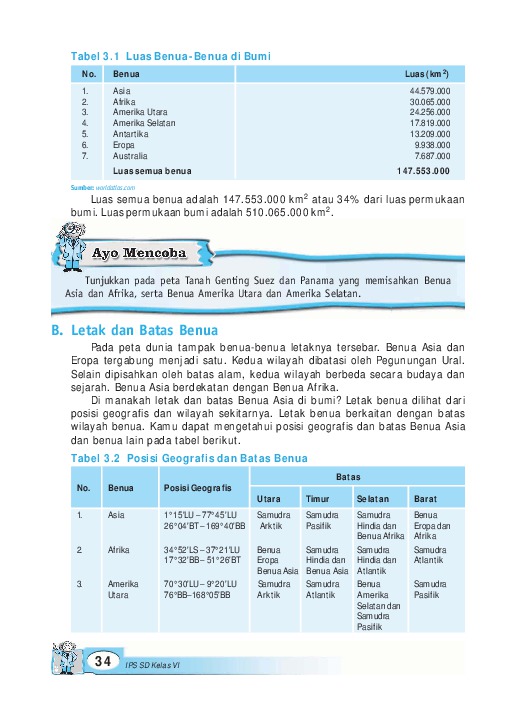 Tabel 3.1 Luas Benua-Benua di Bumi
No. Benua Luas (km²)
1. Asia 44.579.000
2. Afrika 30.065.000
3. Amerika Utara 24.256.000
4. Amerika Selatan 17.819.000
5. Antartika 13.209.000
6. Eropa 9.938.000
7. Australia 7.687.000
Luas semua benua 147.553.000
Sumber: worldatlas.com
Luas semua benua adalah 147.553.000 km² atau 34% dari luas permukaan
bumi. Luas permukaan bumi adalah 510.065.000 km².
Ayo Mencoba
Tunjukkan pada peta Tanah Genting Suez dan Panama yang memisahkan Benua
Asia dan Afrika, serta Benua Amerika Utara dan Amerika Selatan.
B. Letak dan Batas Benua
Pada peta dunia tampak benua-benua letaknya tersebar. Benua Asia dan
Eropa tergabung menjadi satu. Kedua wilayah dibatasi oleh Pegunungan Ural.
Selain dipisahkan oleh batas alam, kedua wilayah berbeda secara budaya dan
sejarah. Benua Asia berdekatan dengan Benua Afrika.
Di manakah letak dan batas Benua Asia di bumi? Letak benua dilihat dari
posisi geografis dan wilayah sekitarnya. Letak benua berkaitan dengan batas
wilayah benua. Kamu dapat mengetahui posisi geografis dan batas Benua Asia
dan benua lain pada tabel berikut.
Tabel 3.2 Posisi Geografis dan Batas Benua
Batas
No. Benua Posisi Geografis
Utara Timur Selatan Barat
1. Asia 1°15'LU – 77°45'LU Samudra Samudra Samudra Benua
26°04'BT – 169°40'BB Arktik Pasifik Hindia dan Eropa dan
Benua Afrika Afrika
2. Afrika 34°52'LS – 37°21'LU Benua Samudra Samudra Samudra
17°32'BB – 51°26'BT Eropa Hindia dan Hindia dan Atlantik
Benua Asia Benua Asia Atlantik
3. Amerika 70°30'LU – 9°20'LU Samudra Samudra Benua Samudra
Utara 76°BB–168°05'BB Arktik Atlantik Amerika Pasifik
Selatan dan
Samudra
Pasifik
34 IPS SD Kelas VI